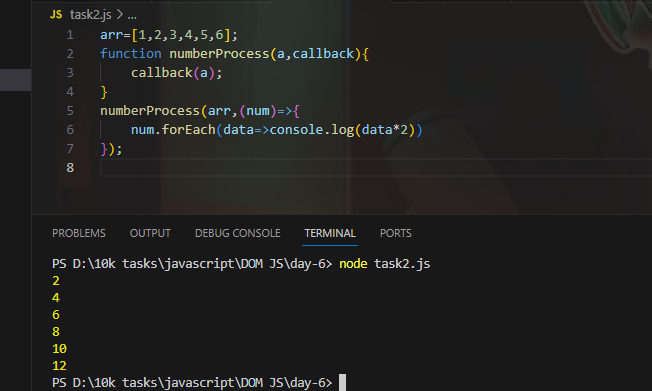 JS task2.js > ...
1 arr=[1,2,3,4,5,6];
2 function numberProcess(a,callback){
3     callback(a);
4 }
5 numberProcess(arr,(num)=>{
6     num.forEach(data=>console.log(data*2))
7 });
8
PROBLEMS OUTPUT DEBUG CONSOLE TERMINAL PORTS
PS D:\10k tasks\javascript\DOM JS\day-6> node task2.js
2
4
6
8
10
12
PS D:\10k tasks\javascript\DOM JS\day-6>